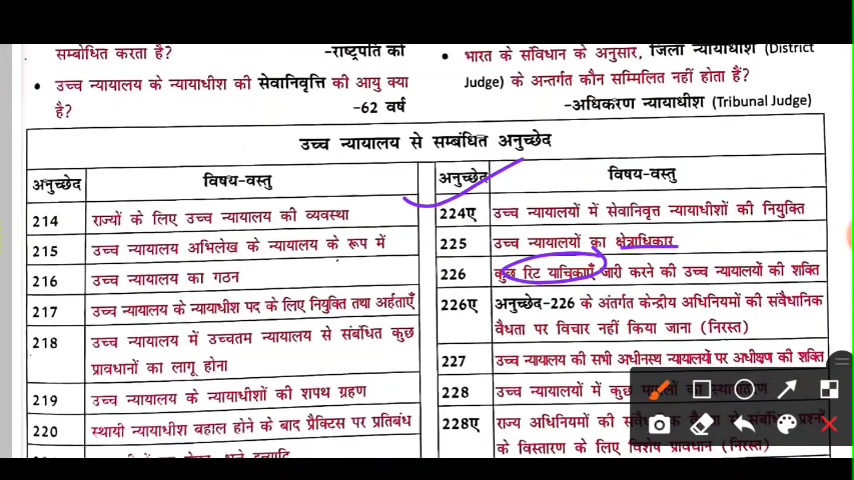 सम्बोधित करता है?
-राष्ट्रपति को
उच्च न्यायालय के न्यायाधीश की सेवानिवृत्ति की आयु क्या
है?
-62 वर्ष
भारत के संविधान के अनुसार, जिला न्यायाधीश (District
Judge) के अन्तर्गत कौन सम्मिलित नहीं होता हैं?
-अधिकरण न्यायाधीश (Tribunal Judge)
उच्च न्यायालय से सम्बंधित अनुच्छेद
अनुच्छेद विषय-वस्तु
214 राज्यों के लिए उच्च न्यायालय की व्यवस्था
215 उच्च न्यायालय अभिलेख के न्यायालय के रूप में
216 उच्च न्यायालय का गठन
217 उच्च न्यायालय के न्यायाधीश पद के लिए नियुक्ति तथा अर्हताएँ
218 उच्च न्यायालय में उच्चतम न्यायालय से संबंधित कुछ
प्रावधानों का लागू होना
219 उच्च न्यायालय के न्यायाधीशों की शपथ ग्रहण
220 स्थायी न्यायाधीश बहाल होने के बाद प्रैक्टिस पर प्रतिबंध
अनुच्छेद विषय-वस्तु
224ए उच्च न्यायालयों में सेवानिवृत्त न्यायाधीशों की नियुक्ति
225 उच्च न्यायालयों का क्षेत्राधिकार
226 कुछ रिट याचिकाएँ जारी करने की उच्च न्यायालयों की शक्ति
226ए अनुच्छेद-226 के अंतर्गत केन्द्रीय अधिनियमों की संवैधानिक
वैधता पर विचार नहीं किया जाना (निरस्त)
227 उच्च न्यायालय की सभी अधीनस्थ न्यायालयों पर अधीक्षण की शक्ति
228 उच्च न्यायालयों में कुछ
228ए राज्य अधिनियमों की
के विस्तारण के लिए विशेष प्रावधान (निरस्त)